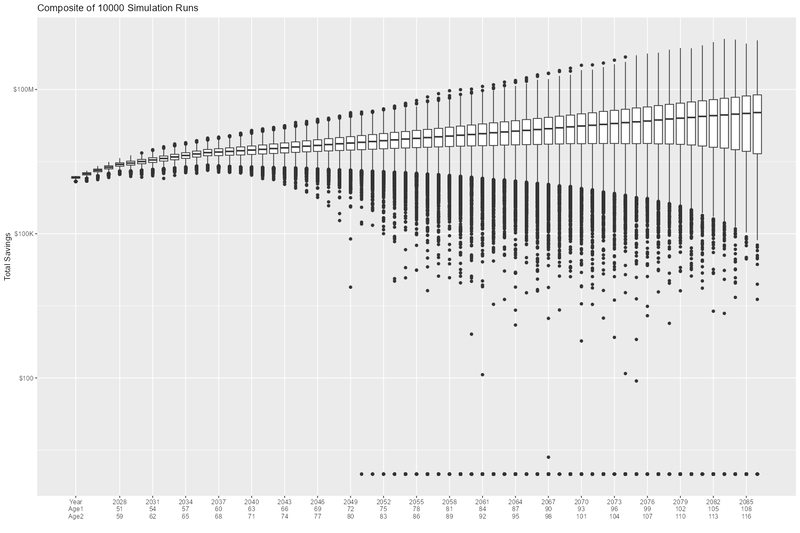 Composite of 10000 Simulation Runs
$100M
$100K
$100
Total Savings
Year 2028 2031 2034 2037 2040 2043 2046 2049 2052 2055 2058 2061 2064 2067 2070 2073 2076 2079 2082 2085
Age1 51 54 57 60 63 66 69 72 75 78 81 84 87 90 93 96 99 102 105 108
Age2 59 62 65 68 71 74 77 80 83 86 89 92 95 98 101 104 107 110 113 116